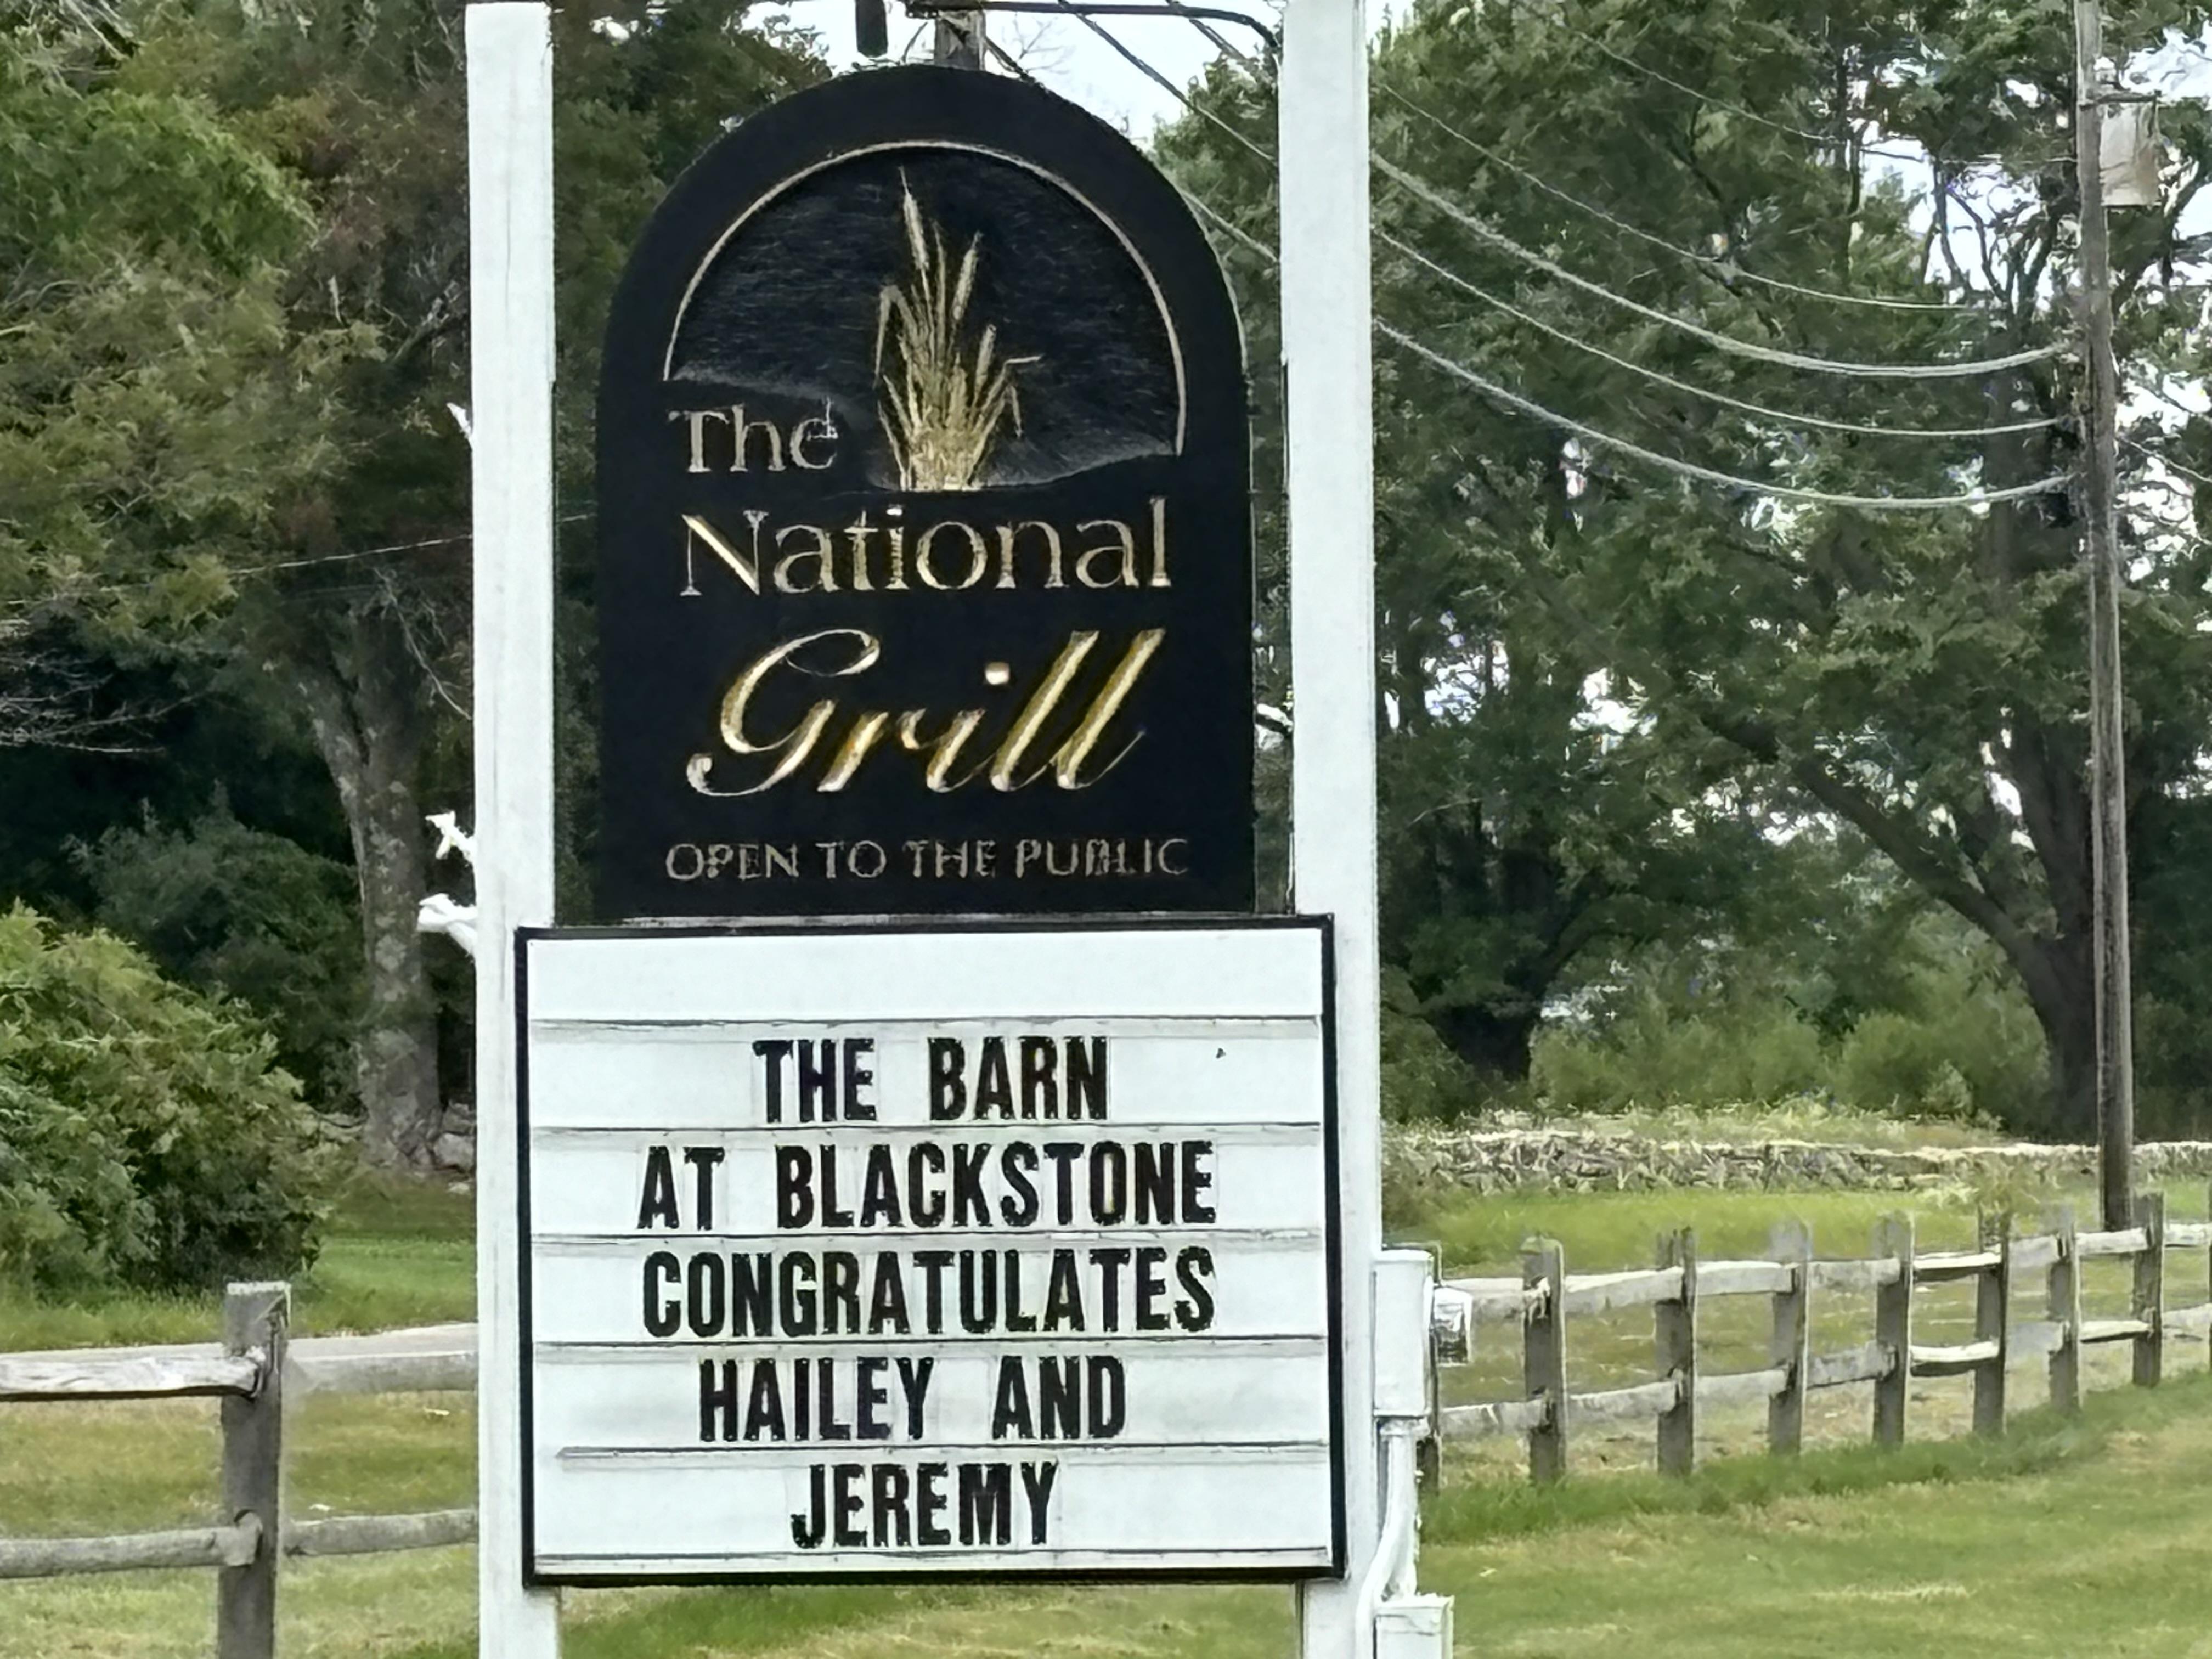 The
National
Grill
OPEN TO THE PUBLIC
THE BARN
AT BLACKSTONE
CONGRATULATES
HAILEY AND
JEREMY